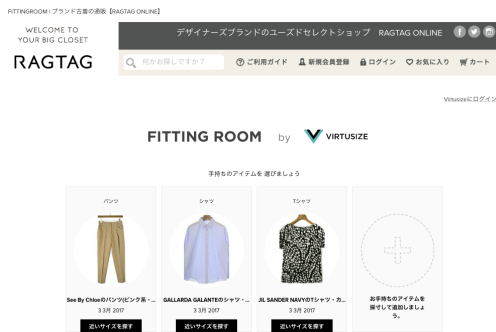 FITTINGROOM | ブランド古着の通販【RAGTAG ONLINE】
WELCOME TO
YOUR BIG CLOSET
RAGTAG
デザイナーズブランドのユーズドセレクトショップ RAGTAG ONLINE
何かお探しですか?
ご利用ガイド 新規会員登録 ログイン お気に入り カート
Virtusizeにログイン
FITTING ROOM by VIRTUSIZE
手持ちのアイテムを 選びましょう
パンツ
See By Chloeのパンツ(ピンク系・...
3 3月 2017
近いサイズを探す
シャツ
GALLARDA GALANTEのシャツ・...
3 3月 2017
近いサイズを探す
Tシャツ
JIL SANDER NAVYのTシャツ・カ...
3 3月 2017
近いサイズを探す
お手持ちのアイテムを
採寸して追加しましょ
う。